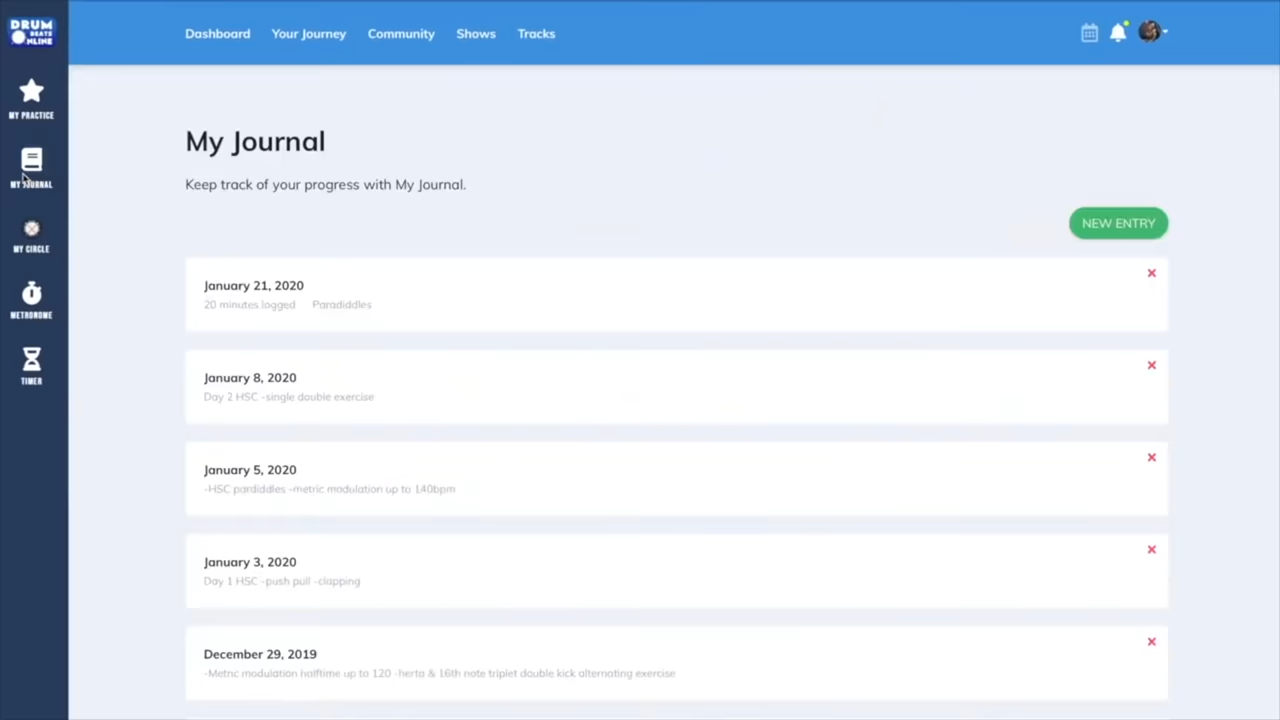 DRUM
BEATS
ONLINE
Dashboard Your Journey Community Shows Tracks
MY PRACTICE
MY JOURNAL
MY CIRCLE
METRONOME
TIMER
My Journal
Keep track of your progress with My Journal.
NEW ENTRY
January 21, 2020
20 minutes logged Paradiddles
January 8, 2020
Day 2 HSC -single double exercise
January 5, 2020
-HSC pardiddles -metric modulation up to 140bpm
January 3, 2020
Day 1 HSC -push pull -clapping
December 29, 2019
-Metric modulation halftime up to 120 -herta & 16th note triplet double kick alternating exercise